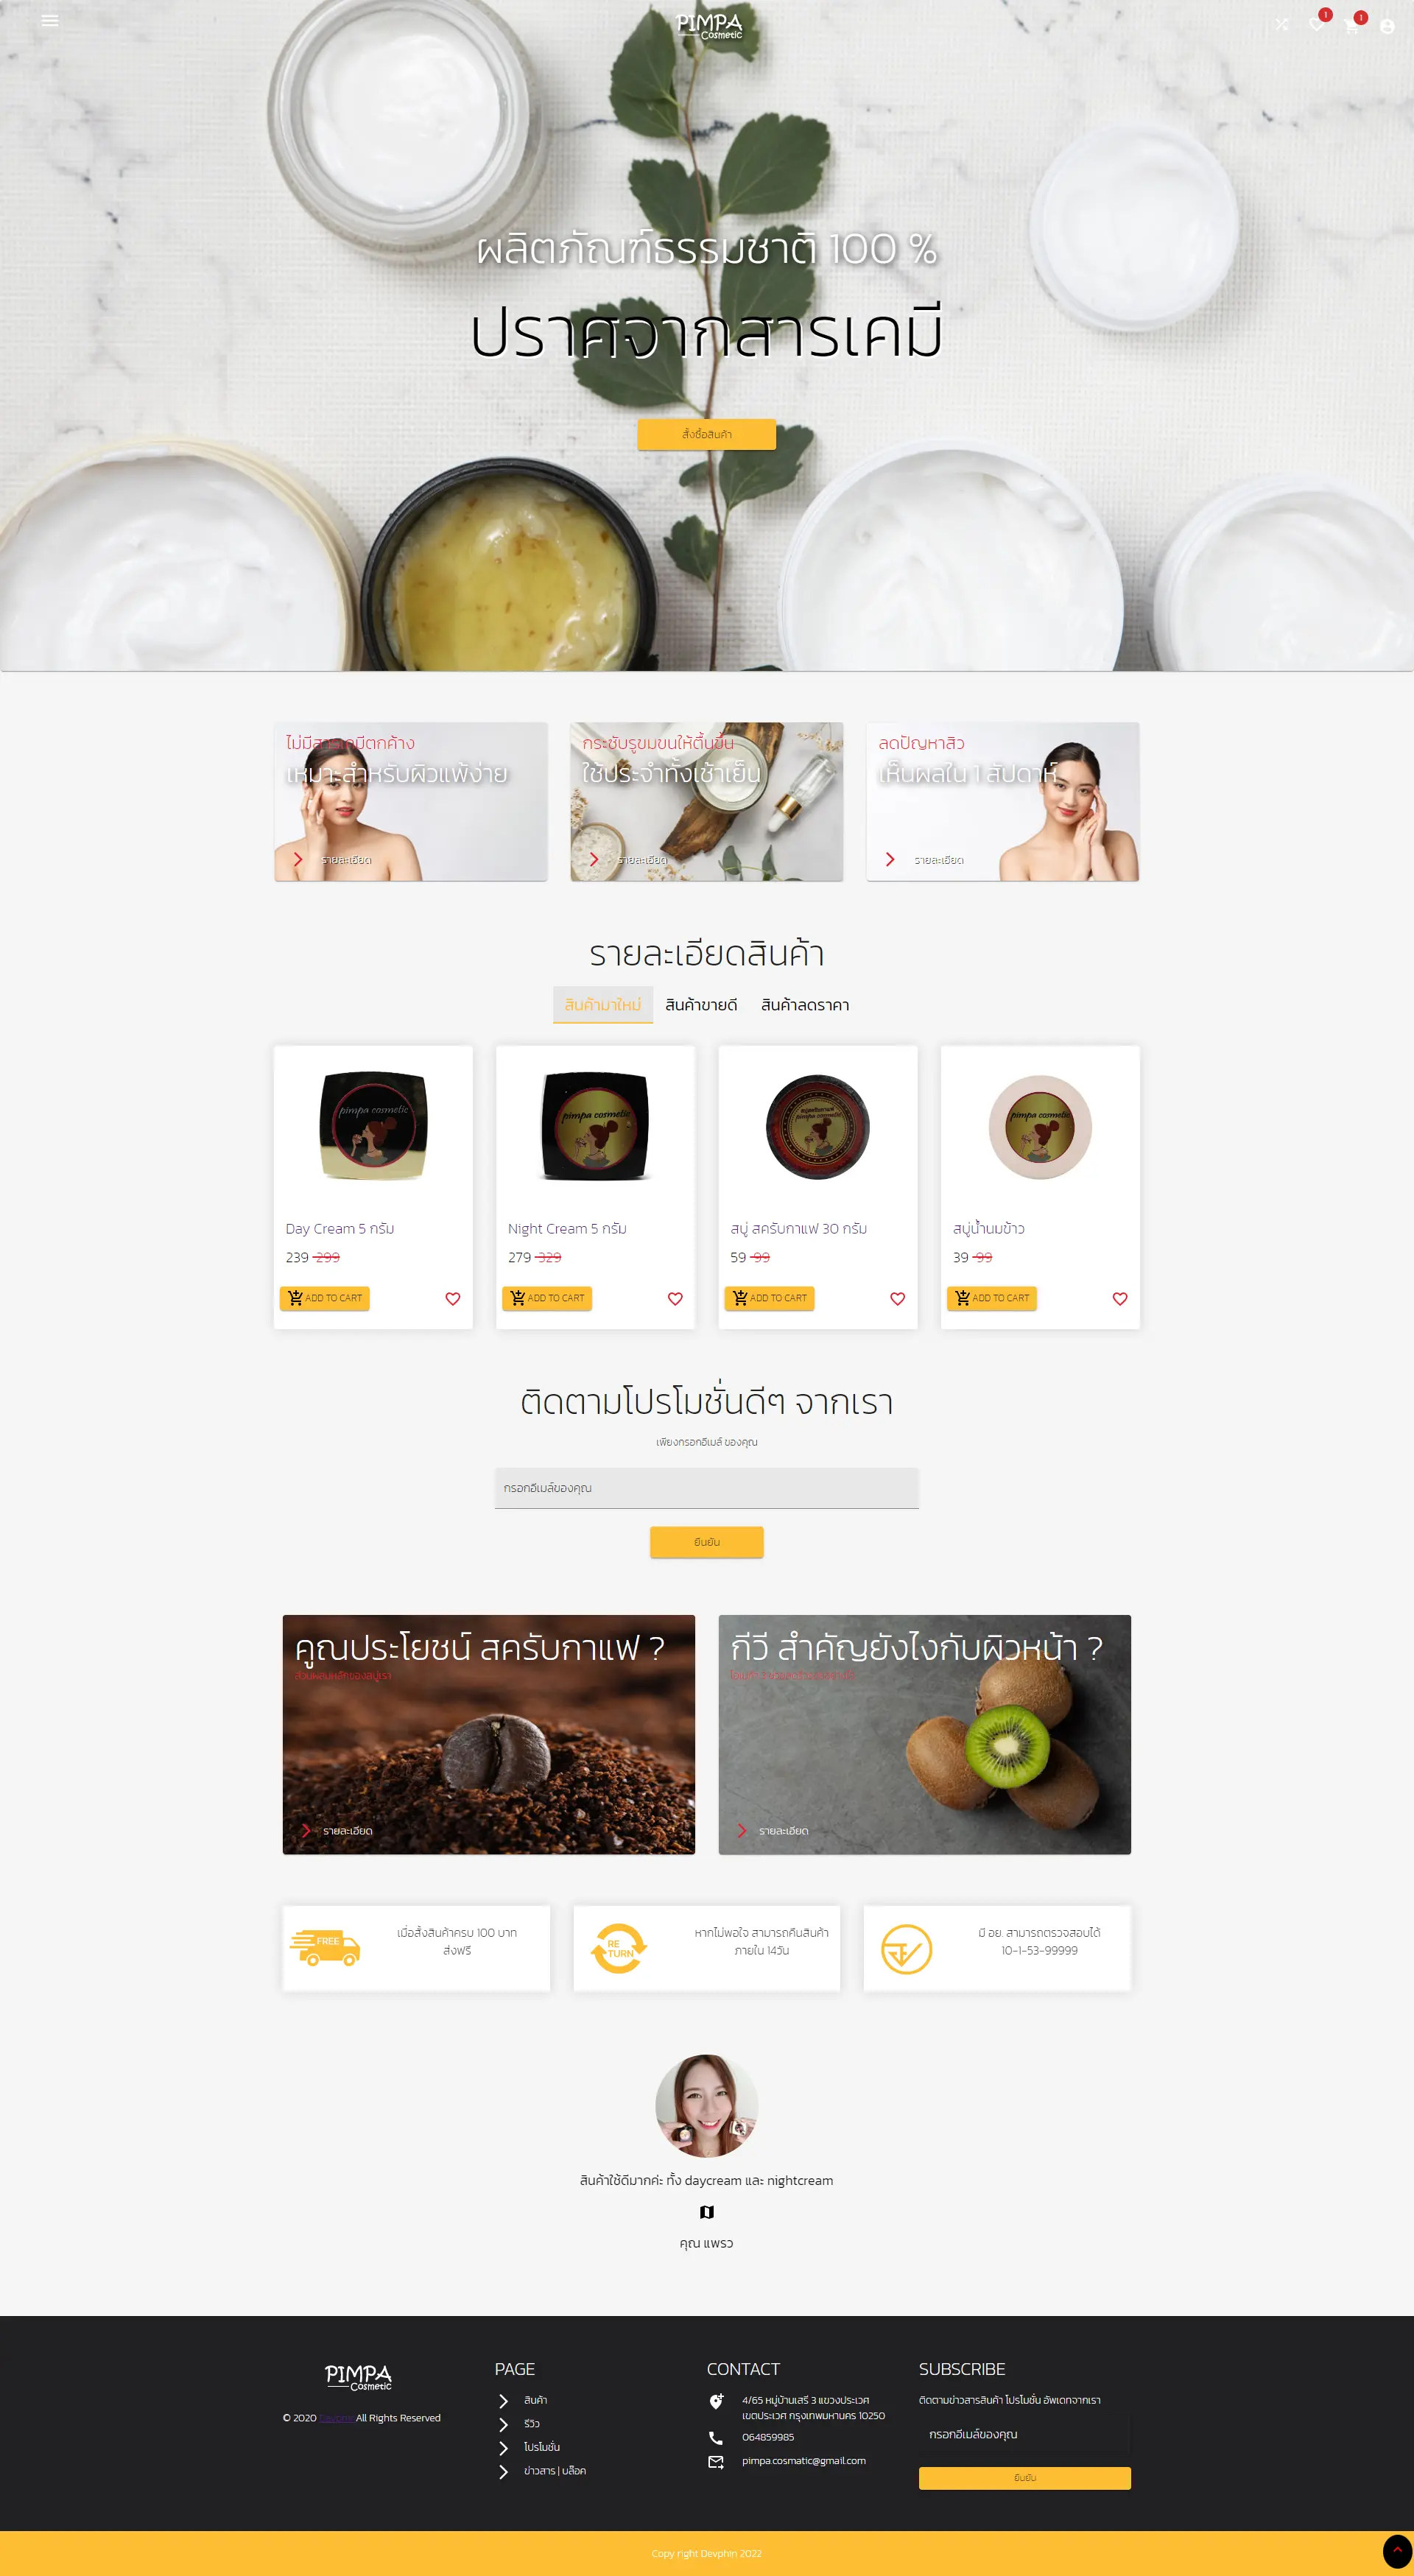 PIMPA
Cosmetic
1
1
ผลิตภัณฑ์ธรรมชาติ 100 %
ปราศจากสารเคมี
สั่งซื้อสินค้า
ไม่มีสารเคมีตกค้าง
เหมาะสำหรับผิวแพ้ง่าย
รายละเอียด
กระชับรูขุมขนให้ตื้นขึ้น
ใช้ประจำทั้งเช้าเย็น
รายละเอียด
ลดปัญหาสิว
เห็นผลใน 1 สัปดาห์
รายละเอียด
รายละเอียดสินค้า
สินค้ามาใหม่ สินค้าขายดี สินค้าลดราคา
pimpa cosmetic
pimpa cosmetic
pimpa cosmetic
pimpa cosmetic
Day Cream 5 กรัม
239 299
ADD TO CART
Night Cream 5 กรัม
279 329
ADD TO CART
สบู่ สครับกาแฟ 30 กรัม
59 99
ADD TO CART
สบู่น้ำนมข้าว
39 99
ADD TO CART
ติดตามโปรโมชั่นดีๆ จากเรา
เพียงกรอกอีเมล์ ของคุณ
กรอกอีเมล์ของคุณ
ยืนยัน
คูณประโยชน์ สครับกาแฟ ?
ส่วนผสมหลักของสบู่เรา
รายละเอียด
กีวี สำคัญยังไงกับผิวหน้า ?
รายละเอียด
FREE
เมื่อสั่งสินค้าครบ 100 บาท
ส่งฟรี
RE
TURN
หากไม่พอใจ สามารถคืนสินค้า
ภายใน 14วัน
มี อย. สามารถตรวจสอบได้
10-1-53-99999
สินค้าใช้ดีมากค่ะ ทั้ง daycream และ nightcream
คุณ แพรว
PIMPA
Cosmetic
© 2020 All Rights Reserved
PAGE
สินค้า
รีวิว
โปรโมชั่น
ข่าวสาร | บล๊อค
CONTACT
4/65 หมู่บ้านเสรี 3 แขวงประเวศ
เขตประเวศ กรุงเทพมหานคร 10250
064859985
pimpa.cosmatic@gmail.com
SUBSCRIBE
ติดตามข่าวสารสินค้า โปรโมชั่น อัพเดทจากเรา
กรอกอีเมล์ของคุณ
ยืนยัน
Copy right Devphin 2022